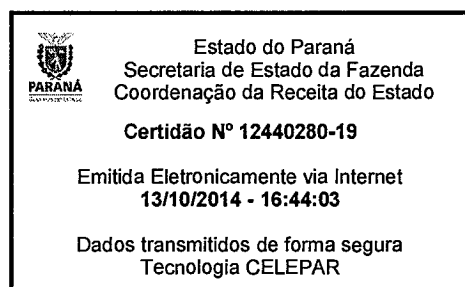 Estado do Paraná
Secretaria de Estado da Fazenda
PARANÁ
Coordenação da Receita do Estado
Certidão Nº 12440280-19
Emitida Eletronicamente via Internet
13/10/2014 - 16:44:03
Dados transmitidos de forma segura
Tecnologia CELEPAR